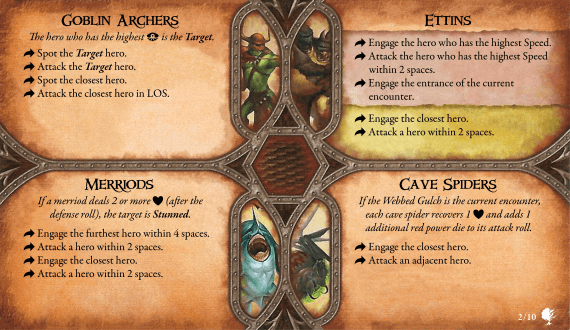 Goblin Archers
The hero who has the highest is the Target.
Spot the Target hero.
Attack the Target hero.
Spot the closest hero.
Attack the closest hero in LOS.
Ettins
Engage the hero who has the highest Speed.
Attack the hero who has the highest Speed
within 2 spaces.
Engage the entrance of the current
encounter.
Engage the closest hero.
Attack a hero within 2 spaces.
Merriods
If a merriod deals 2 or more ♥ (after the
defense roll), the target is Stunned.
Engage the furthest hero within 4 spaces.
Attack a hero within 2 spaces.
Engage the closest hero.
Attack a hero within 2 spaces.
Cave Spiders
If the Webbed Gulch is the current encounter,
each cave spider recovers 1 ♥ and adds 1
additional red power die to its attack roll.
Engage the closest hero.
Attack an adjacent hero.
2/10